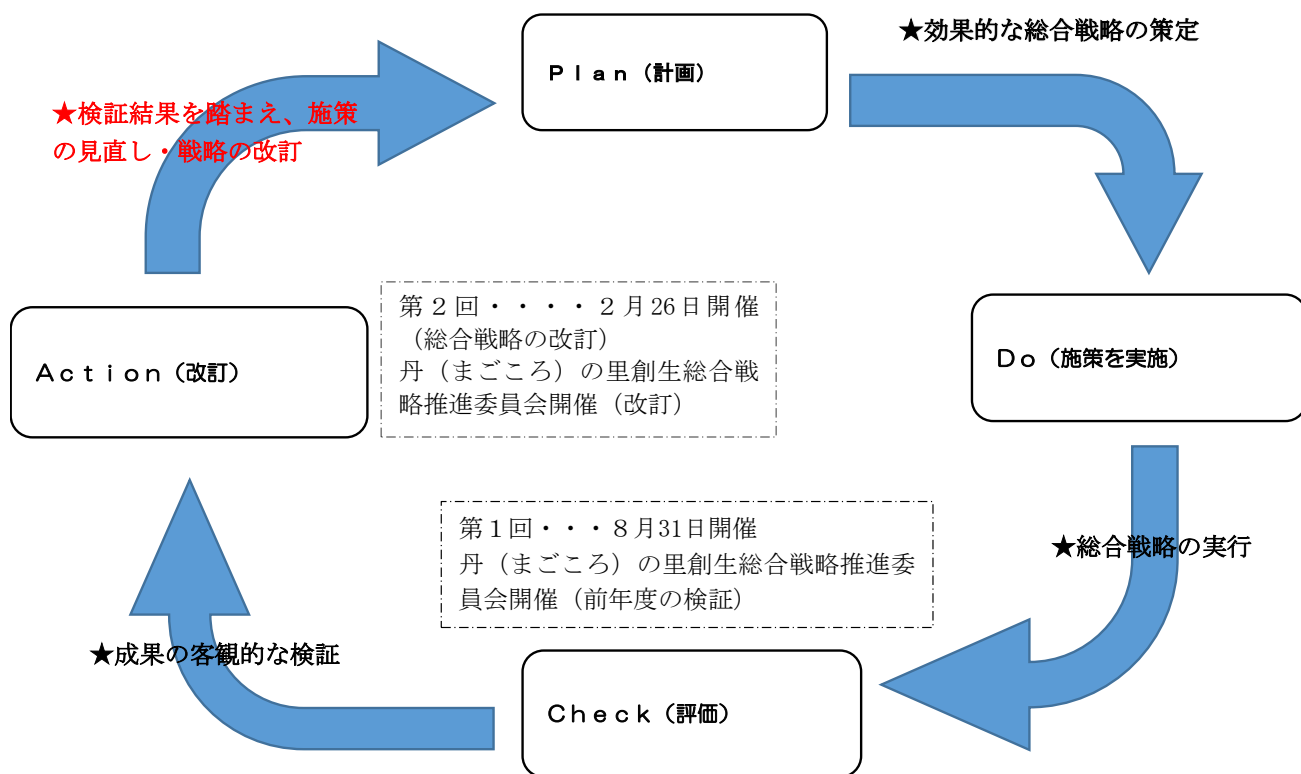 ★効果的な総合戦略の策定
Ｐｌａｎ（計画）
★検証結果を踏まえ、施策
の見直し・戦略の改訂
第２回・・・・２月26日開催
（総合戦略の改訂）
丹（まごころ）の里創生総合戦
略推進委員会開催（改訂）
Ａｃｔｉｏｎ（改訂）
Ｄｏ（施策を実施）
第１回・・・８月31日開催
丹（まごころ）の里創生総合戦略推進委
員会開催（前年度の検証）
★総合戦略の実行
★成果の客観的な検証
Ｃｈｅｃｋ（評価）